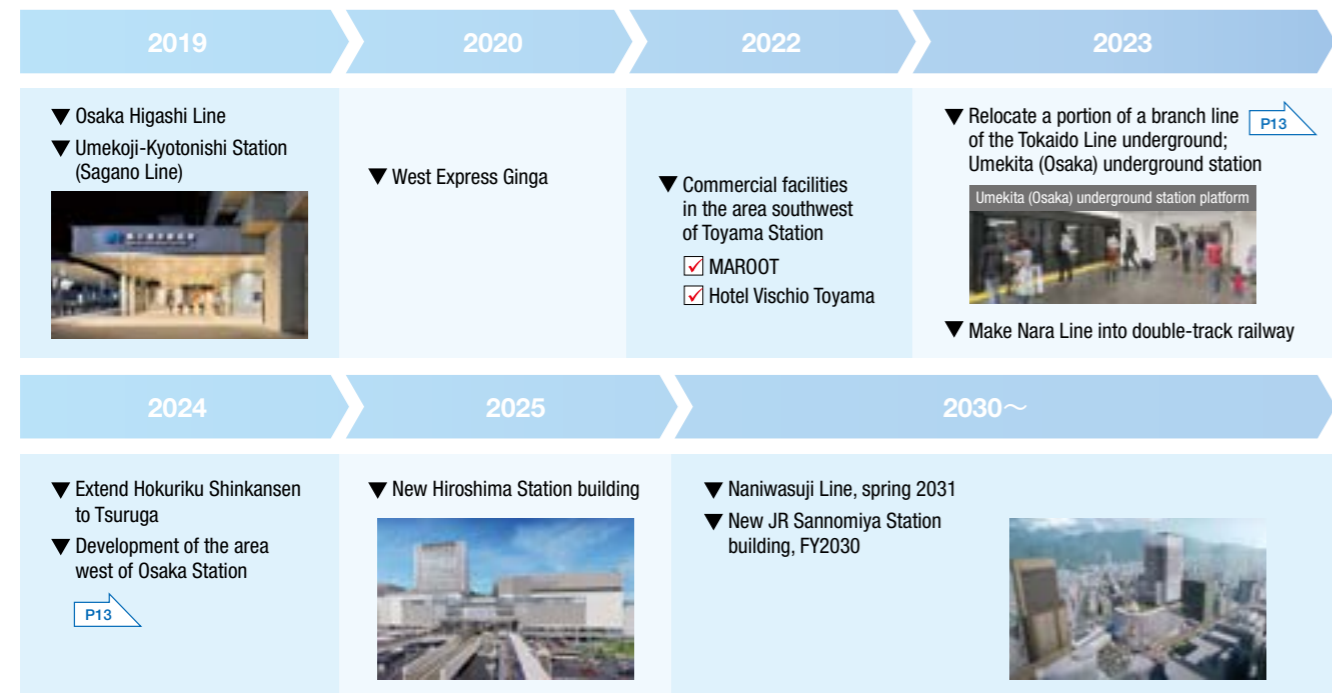 2019
2020
2022
2023
▼ Osaka Higashi Line
▼ Umekoji-Kyotonishi Station
(Sagano Line)
▼ West Express Ginga
▼ Commercial facilities
in the area southwest
of Toyama Station
MAROOT
Hotel Vischio Toyama
▼ Relocate a portion of a branch line
of the Tokaido Line underground;
Umekita (Osaka) underground station
P13
Umekita (Osaka) underground station platform
▼ Make Nara Line into double-track railway
2024
2025
2030～
▼ Extend Hokuriku Shinkansen
to Tsuruga
▼ Development of the area
west of Osaka Station
P13
▼ New Hiroshima Station building
▼ Naniwasuji Line, spring 2031
▼ New JR Sannomiya Station
building, FY2030